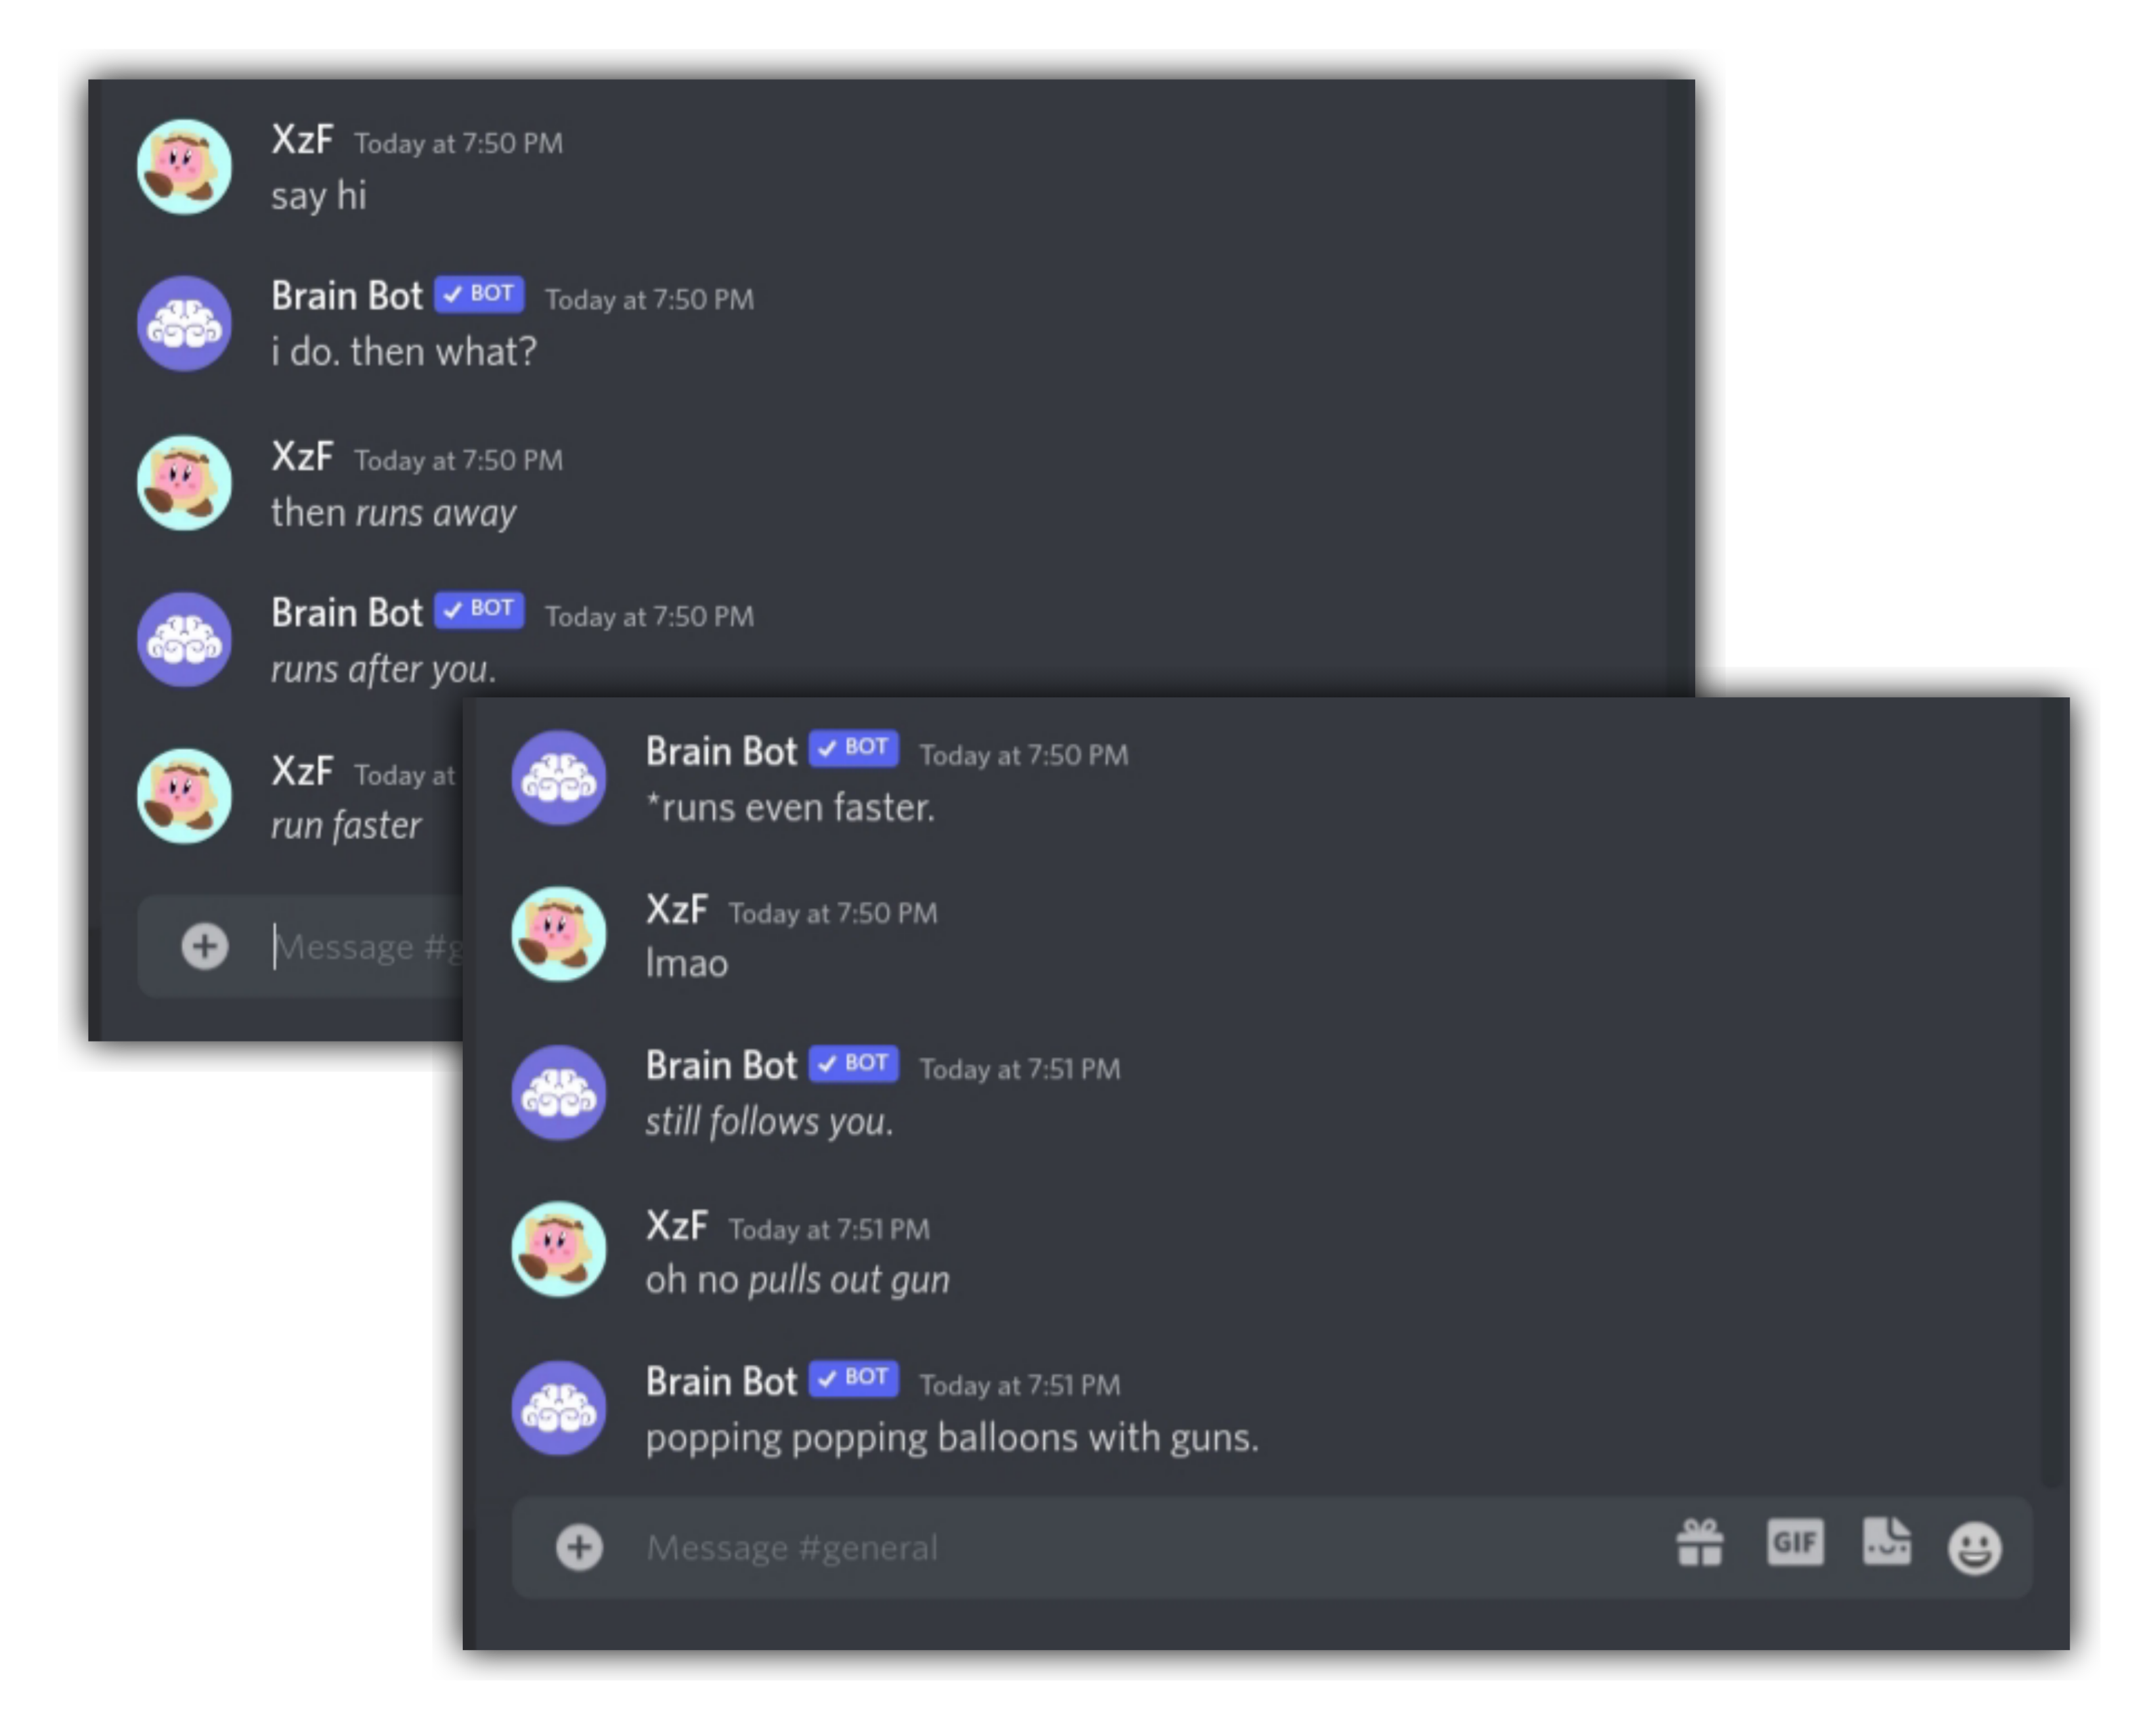 XzF Today at 7:50 PM
say hi
Brain Bot ✓ BOT Today at 7:50 PM
i do. then what?
XzF Today at 7:50 PM
then runs away
Brain Bot ✓ BOT Today at 7:50 PM
runs after you.
XzF Today at
run faster
Message #g
Brain Bot ✓ BOT Today at 7:50 PM
*runs even faster.
XzF Today at 7:50 PM
lmao
Brain Bot ✓ BOT Today at 7:51 PM
still follows you.
XzF Today at 7:51 PM
oh no pulls out gun
Brain Bot ✓ BOT Today at 7:51 PM
popping popping balloons with guns.
Message #general
GIF